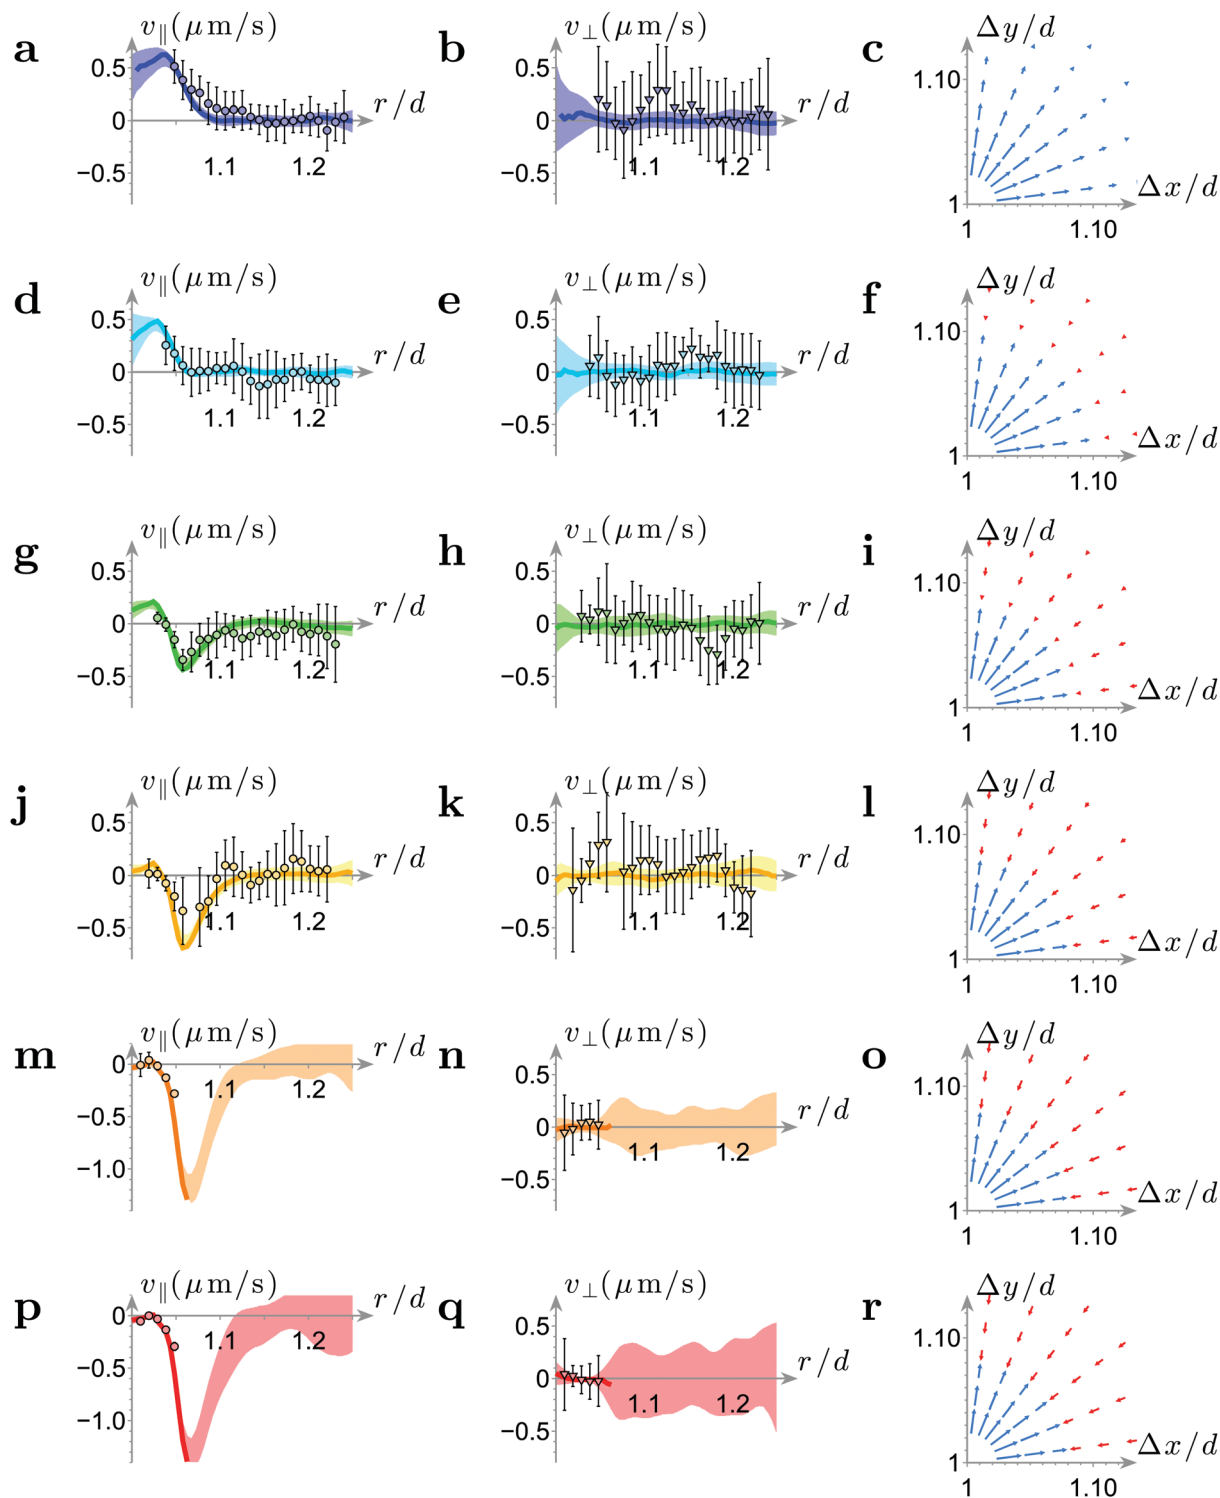 a v∥(μm/s) r/d 0.5 0 −0.5 1.1 1.2
b v⊥(μm/s) r/d 0.5 0 −0.5 1.1 1.2
c Δy/d 1.10 1 Δx/d 1 1.10
d v∥(μm/s) r/d 0.5 0 −0.5 1.1 1.2
e v⊥(μm/s) r/d 0.5 0 −0.5 1.1 1.2
f Δy/d 1.10 1 Δx/d 1 1.10
g v∥(μm/s) r/d 0.5 0 −0.5 1.1 1.2
h v⊥(μm/s) r/d 0.5 0 −0.5 1.1 1.2
i Δy/d 1.10 1 Δx/d 1 1.10
j v∥(μm/s) r/d 0.5 0 −0.5 1.1 1.2
k v⊥(μm/s) r/d 0.5 0 −0.5 1.1 1.2
l Δy/d 1.10 1 Δx/d 1 1.10
m v∥(μm/s) r/d 0 −0.5 −1.0 1.1 1.2
n v⊥(μm/s) r/d 0.5 0 −0.5 1.1 1.2
o Δy/d 1.10 1 Δx/d 1 1.10
p v∥(μm/s) r/d 0 −0.5 −1.0 1.1 1.2
q v⊥(μm/s) r/d 0.5 0 −0.5 1.1 1.2
r Δy/d 1.10 1 Δx/d 1 1.10